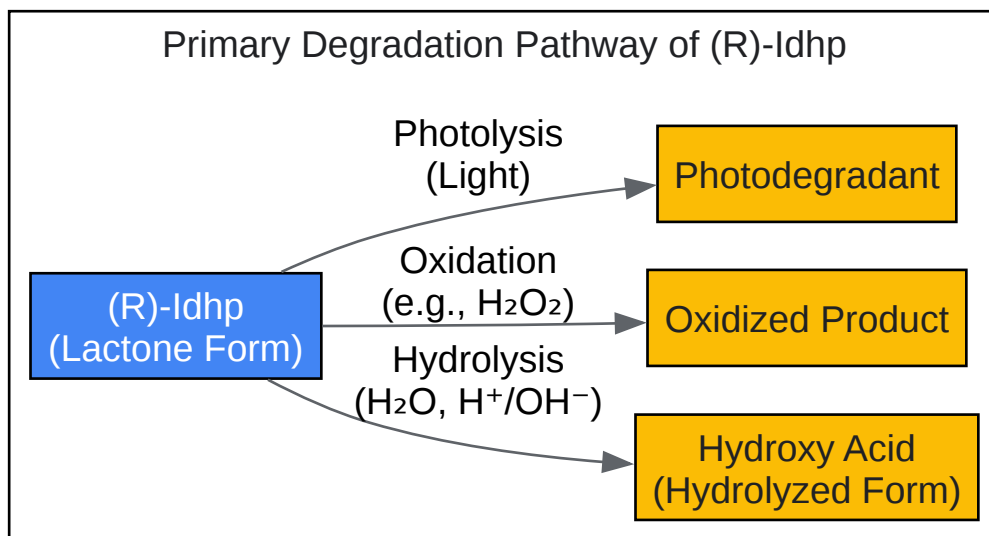 Primary Degradation Pathway of (R)-Idhp
Photolysis
(Light)
Photodegradant
Oxidation
(e.g., H₂O₂)
(R)-Idhp
(Lactone Form)
Oxidized Product
Hydrolysis
(H₂O, H⁺/OH⁻)
Hydroxy Acid
(Hydrolyzed Form)